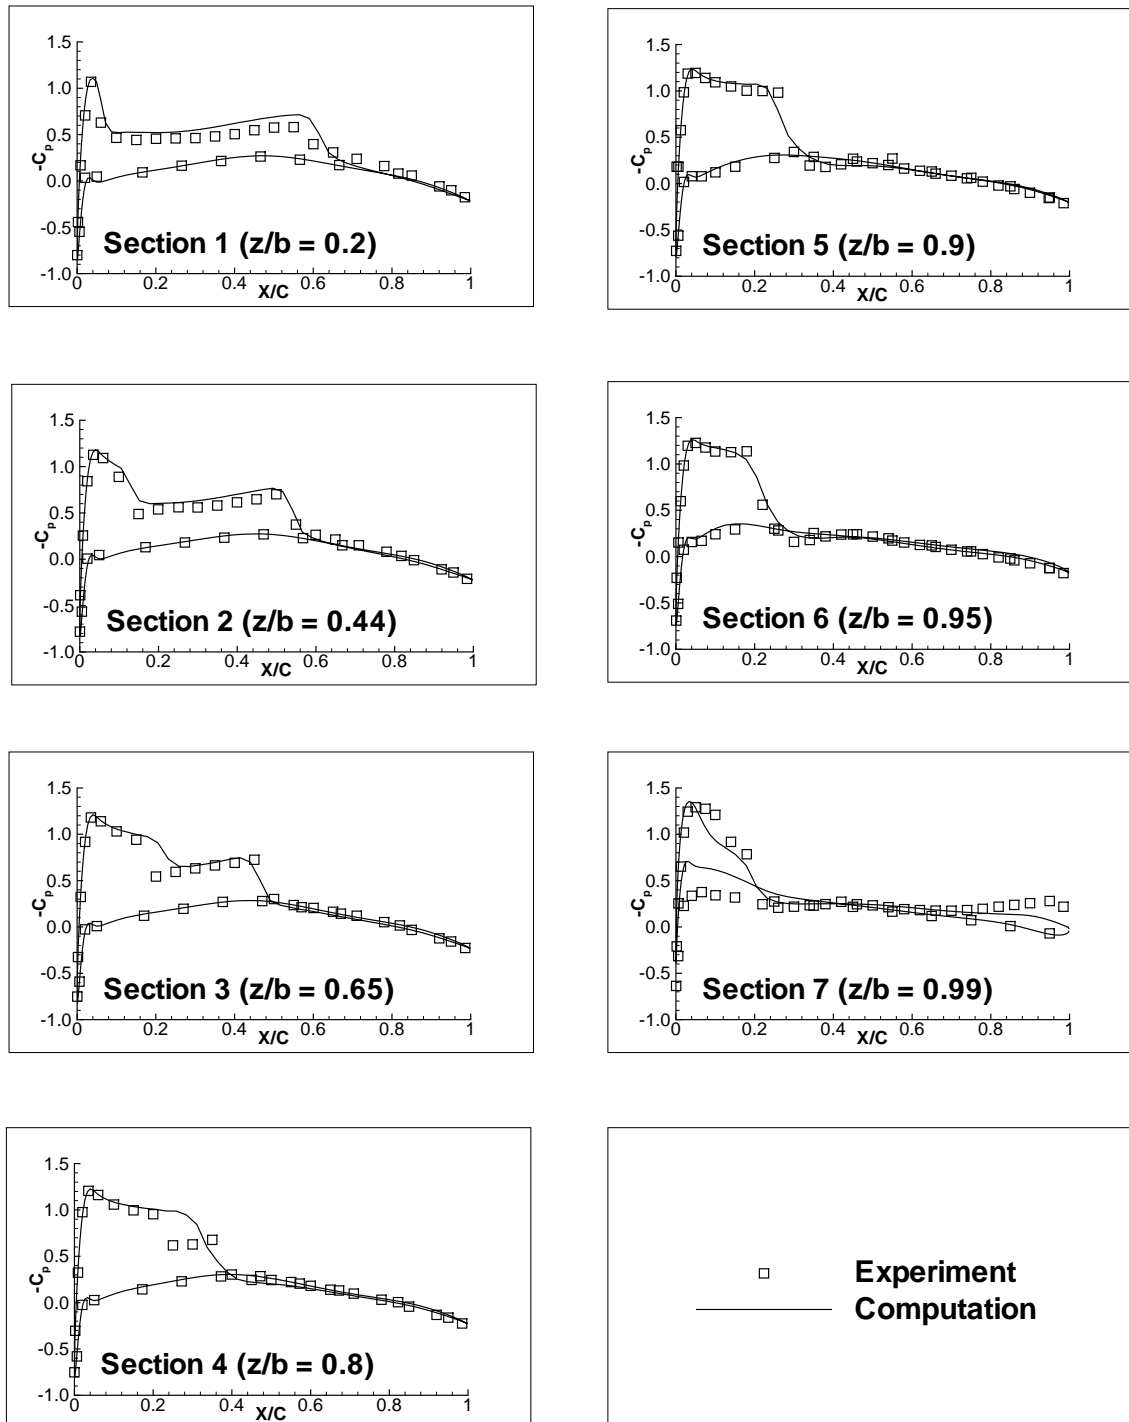 1.5
1.0
0.5
0.0
-0.5
-1.0
-Cp
Section 1 (z/b = 0.2)
0 0.2 0.4 0.6 0.8 1
X/C
1.5
1.0
0.5
0.0
-0.5
-1.0
-Cp
Section 5 (z/b = 0.9)
0 0.2 0.4 0.6 0.8 1
X/C
1.5
1.0
0.5
0.0
-0.5
-1.0
-Cp
Section 2 (z/b = 0.44)
0 0.2 0.4 0.6 0.8 1
X/C
1.5
1.0
0.5
0.0
-0.5
-1.0
-Cp
Section 6 (z/b = 0.95)
0 0.2 0.4 0.6 0.8 1
X/C
1.5
1.0
0.5
0.0
-0.5
-1.0
-Cp
Section 3 (z/b = 0.65)
0 0.2 0.4 0.6 0.8 1
X/C
1.5
1.0
0.5
0.0
-0.5
-1.0
-Cp
Section 7 (z/b = 0.99)
0 0.2 0.4 0.6 0.8 1
X/C
1.5
1.0
0.5
0.0
-0.5
-1.0
-Cp
Section 4 (z/b = 0.8)
0 0.2 0.4 0.6 0.8 1
X/C
Experiment
Computation